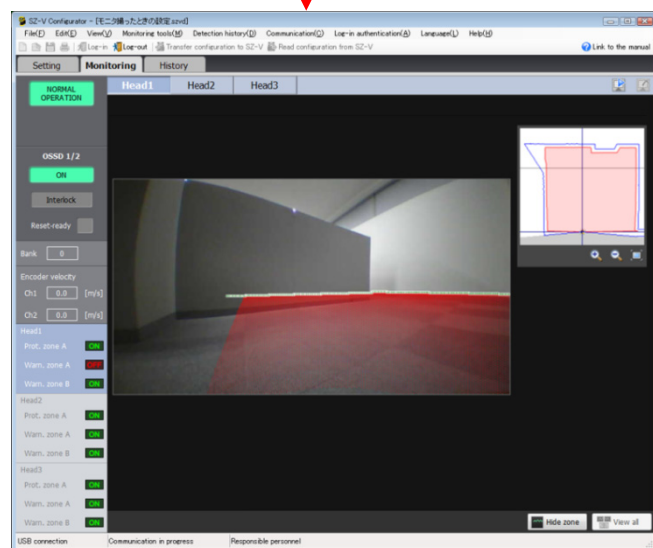 SZ-V Configurator - [モニタ撮ったときの設定.szvd]
File(F) Edit(E) View(V) Monitoring tools(M) Detection history(D) Communication(C) Log-in authentication(A) Language(L) Help(H)
Log-in Log-out Transfer configuration to SZ-V Read configuration from SZ-V Link to the manual
Setting Monitoring History
NORMAL OPERATION
Head1 Head2 Head3
OSSD 1/2
ON
Interlock
Reset-ready
Bank 0
Encoder velocity
Ch1 0.0 [m/s]
Ch2 0.0 [m/s]
Head1
Prot. zone A ON
Warn. zone A OFF
Warn. zone B ON
Head2
Prot. zone A ON
Warn. zone A ON
Warn. zone B ON
Head3
Prot. zone A ON
Warn. zone A ON
Warn. zone B ON
Hide zone View all
USB connection Communication in progress Responsible personnel